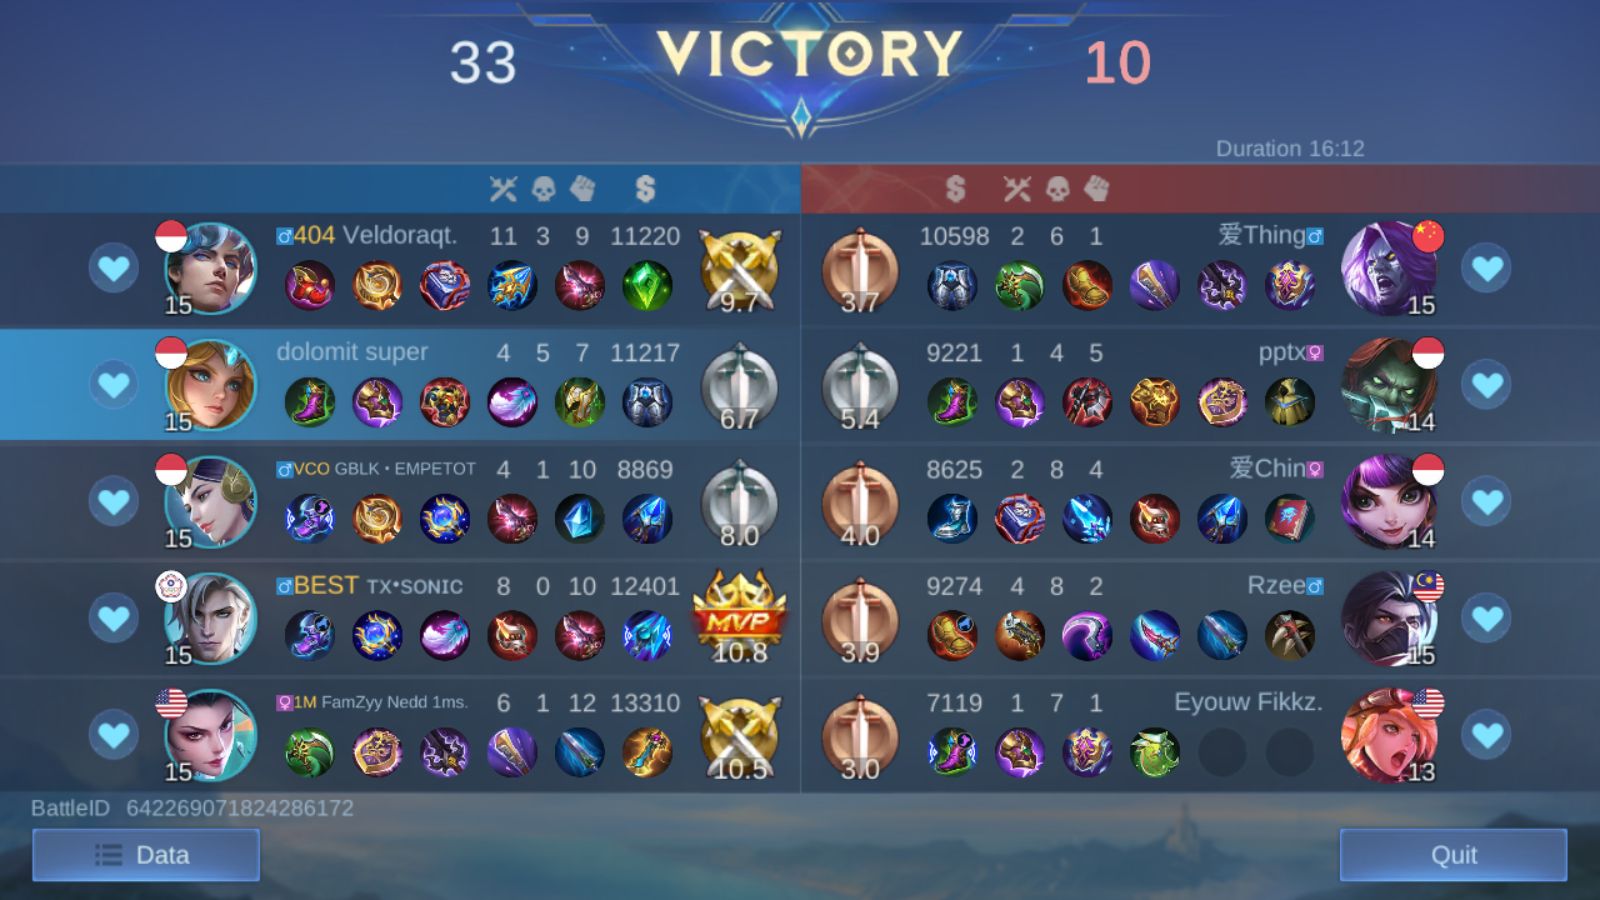 33
VICTORY
10
Duration 16:12
404 Veldoraqt. 11 3 9 11220
15
9.7
10598 2 6 1 爱Thing
3.7
15
dolomit super 4 5 7 11217
15
6.7
9221 1 4 5 pptx
5.4
14
VCO GBLK • EMPETOT 4 1 10 8869
15
8.0
8625 2 8 4 爱Chin
4.0
14
BEST TX•SONIC 8 0 10 12401
15
MVP
10.8
9274 4 8 2 Rzee
3.9
15
1M FamZyy Nedd 1ms. 6 1 12 13310
15
10.5
7119 1 7 1 Eyouw Fikkz.
3.0
13
BattleID 642269071824286172
Data
Quit